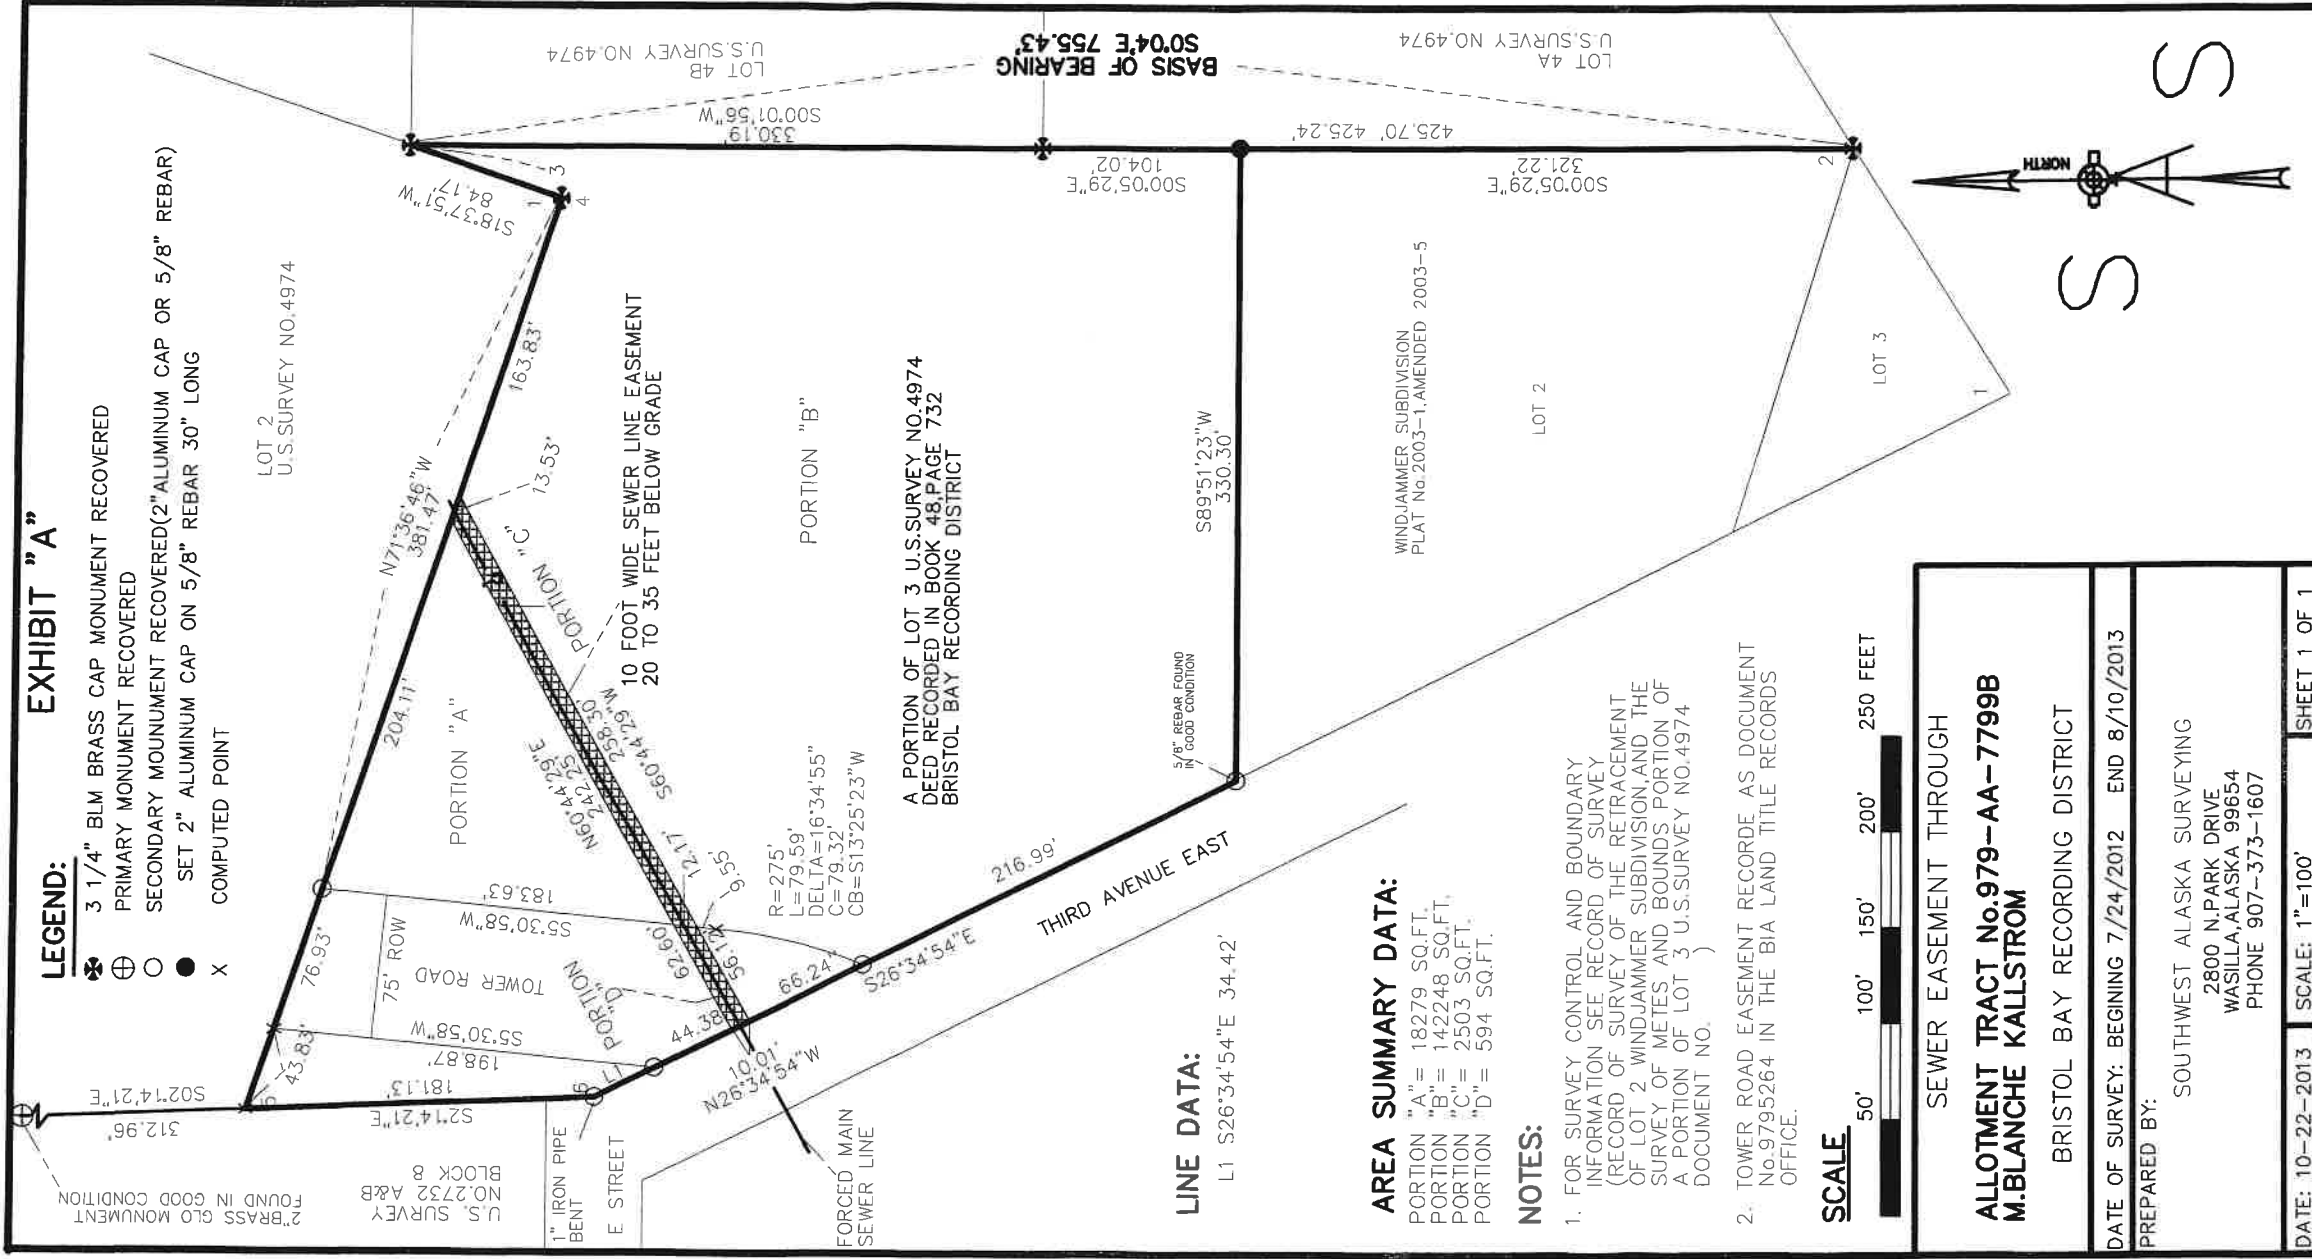 EXHIBIT "A"
LEGEND:
3 1/4" BLM BRASS CAP MONUMENT RECOVERED
PRIMARY MONUMENT RECOVERED
SECONDARY MOUNUMENT RECOVERED(2"ALUMINUM CAP OR 5/8" REBAR)
SET 2" ALUMINUM CAP ON 5/8" REBAR 30" LONG
X COMPUTED POINT
2"BRASS GLO MONUMENT
FOUND IN GOOD CONDITION
312.96'
S02°14'21"E
U.S. SURVEY
NO.2732 A&B
BLOCK 8
S2°14'21"E
181.13'
5
43.83'
76.93'
204.11'
163.83'
N71°36'46"W
381.47'
LOT 2
U.S.SURVEY NO.4974
S18°37'51"W
84.17'
1
3
4
LOT 4B
U.S.SURVEY NO.4974
BASIS OF BEARING
S0°04'E 755.43'
LOT 4A
U.S.SURVEY NO.4974
330.19'
S00°01'56"W
S00°05'29"E
104.02'
425.70' 425.24'
S00°05'29"E
321.22'
2
NORTH
S S
75' ROW
TOWER ROAD
S5°30'58"W
198.87'
S5°30'58"W
183.63'
PORTION "A"
PORTION "B"
PORTION "C"
PORTION
"D"
13.53'
10 FOOT WIDE SEWER LINE EASEMENT
20 TO 35 FEET BELOW GRADE
N60°44'29"E
242.25'
258.30'
S60°44'29"W
12.17'
9.55'
62.60'
56.12'
66.24'
44.38'
10.01'
N26°34'54"W
L1
6
1" IRON PIPE
BENT
E STREET
FORCED MAIN
SEWER LINE
R=275'
L=79.59'
DELTA=16°34'55"
C=79.32'
CB=S13°25'23"W
A PORTION OF LOT 3 U.S.SURVEY NO.4974
DEED RECORDED IN BOOK 48,PAGE 732
BRISTOL BAY RECORDING DISTRICT
S26°34'54"E
216.99'
THIRD AVENUE EAST
5/8" REBAR FOUND
IN GOOD CONDITION
S89°51'23"W
330.30'
WINDJAMMER SUBDIVISION
PLAT No.2003-1,AMENDED 2003-5
LOT 2
LOT 3
1
LINE DATA:
L1 S26°34'54"E 34.42'
AREA SUMMARY DATA:
PORTION "A"= 18279 SQ.FT.
PORTION "B"= 142248 SQ.FT.
PORTION "C"= 2503 SQ.FT.
PORTION "D"= 594 SQ.FT.
NOTES:
1. FOR SURVEY CONTROL AND BOUNDARY
INFORMATION SEE RECORD OF SURVEY
(RECORD OF SURVEY OF THE RETRACEMENT
OF LOT 2 WINDJAMMER SUBDIVISION,AND THE
SURVEY OF METES AND BOUNDS PORTION OF
A PORTION OF LOT 3 U.S.SURVEY NO.4974
DOCUMENT NO. )
2. TOWER ROAD EASEMENT RECORDE AS DOCUMENT
No.9795264 IN THE BIA LAND TITLE RECORDS
OFFICE.
SCALE
50' 100' 150' 200' 250 FEET
SEWER EASEMENT THROUGH
ALLOTMENT TRACT No.979-AA-7799B
M.BLANCHE KALLSTROM
BRISTOL BAY RECORDING DISTRICT
DATE OF SURVEY: BEGINNING 7/24/2012 END 8/10/2013
PREPARED BY:
SOUTHWEST ALASKA SURVEYING
2800 N.PARK DRIVE
WASILLA,ALASKA 99654
PHONE 907-373-1607
DATE: 10-22-2013 SCALE: 1"=100' SHEET 1 OF 1